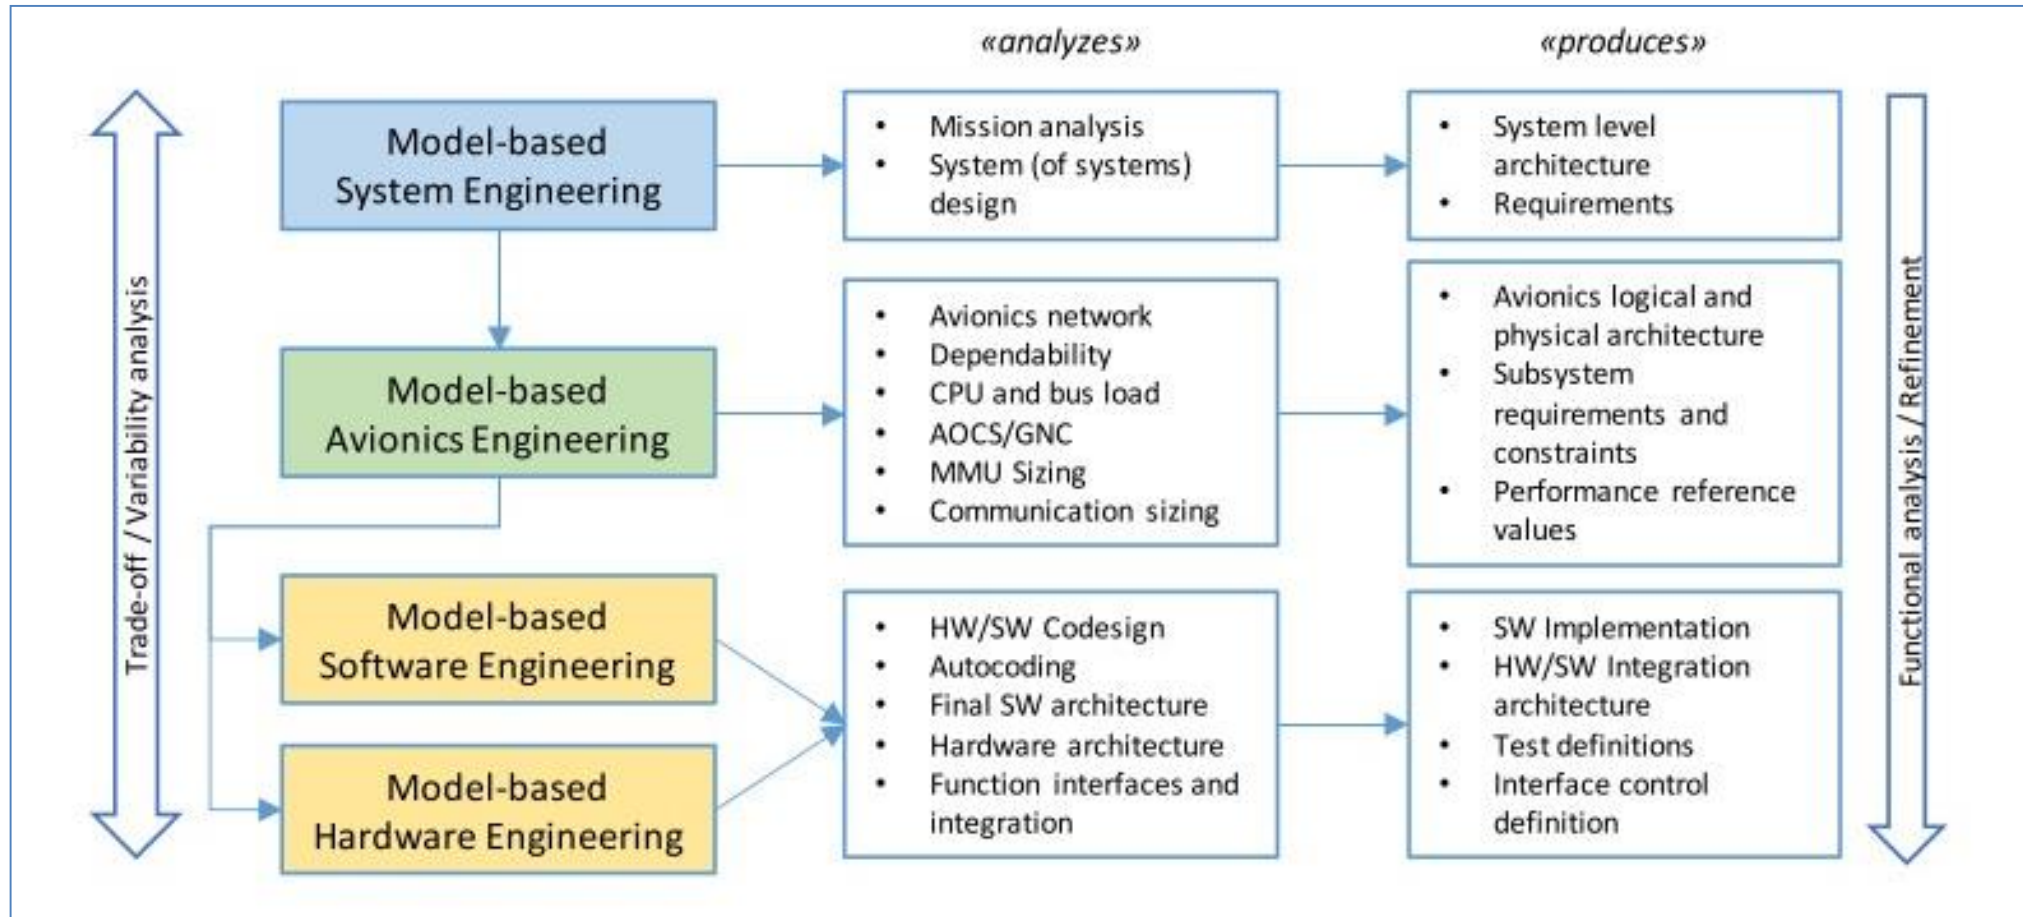 «analyzes»
«produces»
Trade-off / Variability analysis
Model-based
System Engineering
• Mission analysis
• System (of systems)
design
• System level
architecture
• Requirements
Model-based
Avionics Engineering
• Avionics network
• Dependability
• CPU and bus load
• AOCS/GNC
• MMU Sizing
• Communication sizing
• Avionics logical and
physical architecture
• Subsystem
requirements and
constraints
• Performance reference
values
Model-based
Software Engineering
Model-based
Hardware Engineering
• HW/SW Codesign
• Autocoding
• Final SW architecture
• Hardware architecture
• Function interfaces and
integration
• SW Implementation
• HW/SW Integration
architecture
• Test definitions
• Interface control
definition
Functional analysis / Refinement